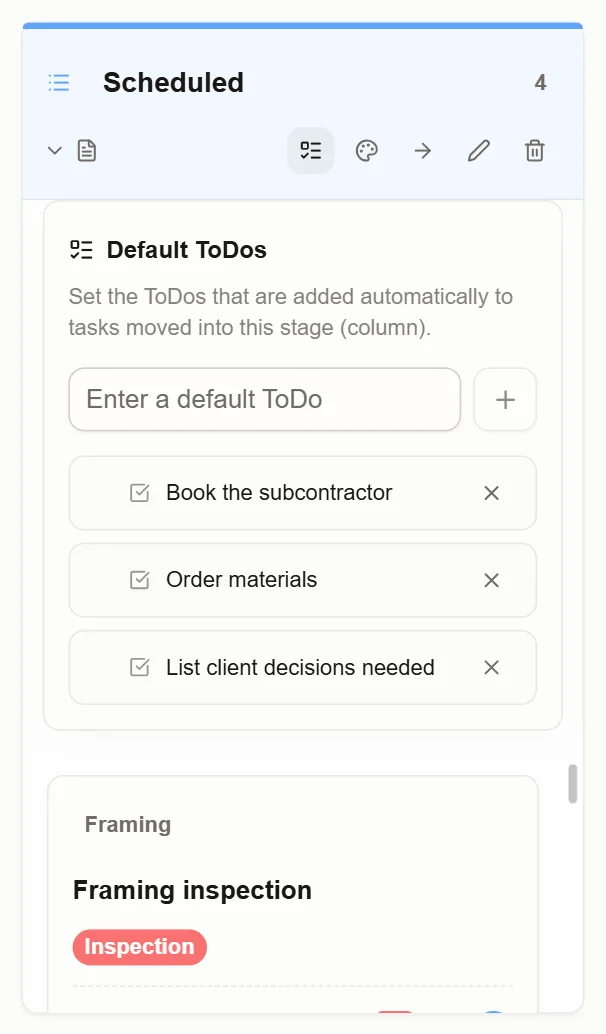 Scheduled
4
Default ToDos
Set the ToDos that are added automatically to
tasks moved into this stage (column).
Enter a default ToDo
Book the subcontractor
Order materials
List client decisions needed
Framing
Framing inspection
Inspection